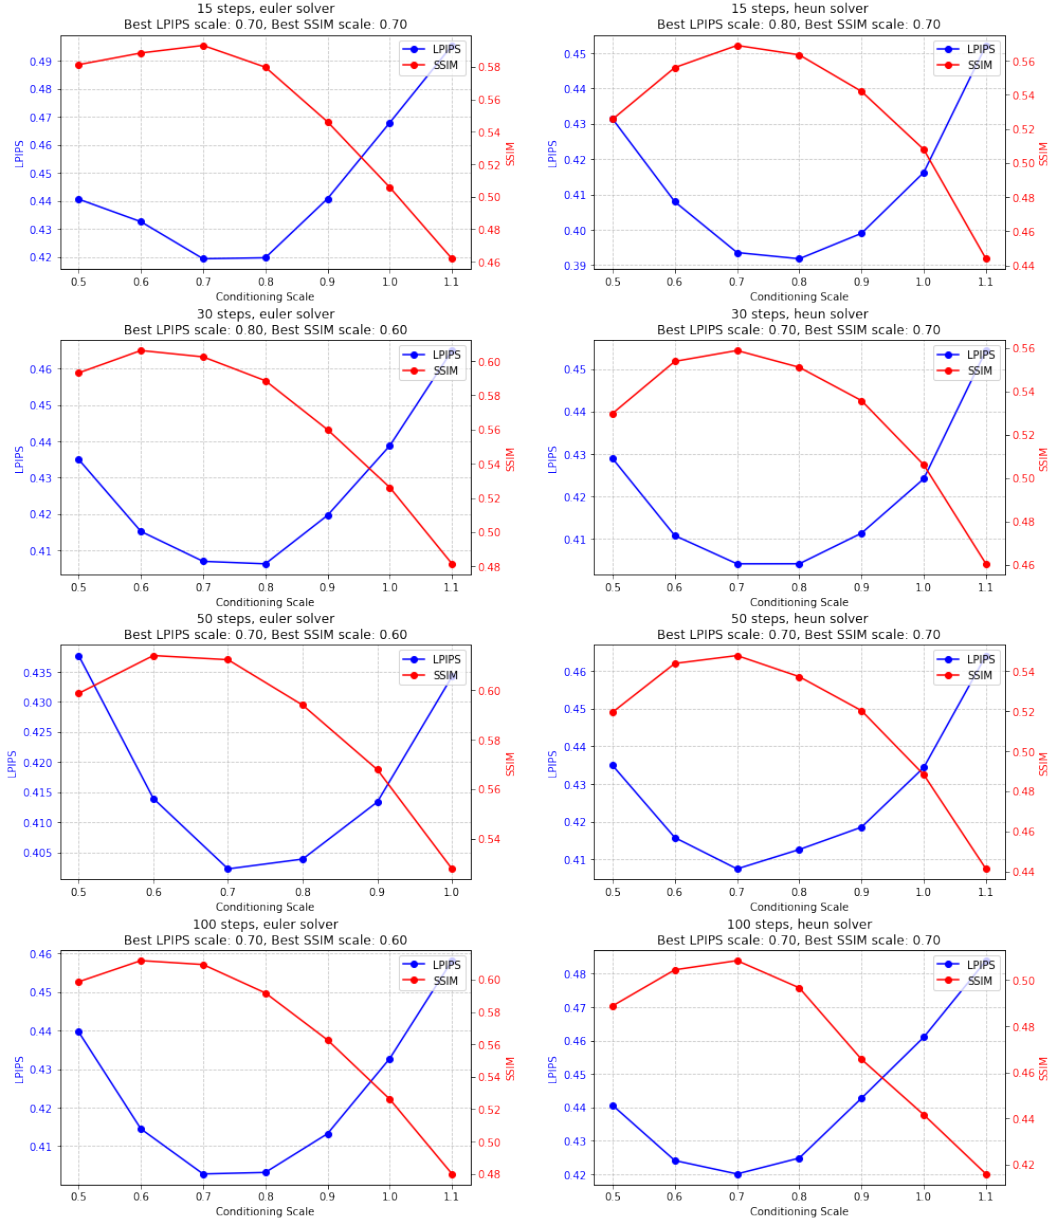 15 steps, euler solver
Best LPIPS scale: 0.70, Best SSIM scale: 0.70
LPIPS
SSIM
0.49
0.48
0.47
0.46
0.45
0.44
0.43
0.42
LPIPS
0.58
0.56
0.54
0.52
0.50
0.48
0.46
SSIM
0.5 0.6 0.7 0.8 0.9 1.0 1.1
Conditioning Scale
15 steps, heun solver
Best LPIPS scale: 0.80, Best SSIM scale: 0.70
LPIPS
SSIM
0.45
0.44
0.43
0.42
0.41
0.40
0.39
LPIPS
0.56
0.54
0.52
0.50
0.48
0.46
0.44
SSIM
0.5 0.6 0.7 0.8 0.9 1.0 1.1
Conditioning Scale
30 steps, euler solver
Best LPIPS scale: 0.80, Best SSIM scale: 0.60
LPIPS
SSIM
0.46
0.45
0.44
0.43
0.42
0.41
LPIPS
0.60
0.58
0.56
0.54
0.52
0.50
0.48
SSIM
0.5 0.6 0.7 0.8 0.9 1.0 1.1
Conditioning Scale
30 steps, heun solver
Best LPIPS scale: 0.70, Best SSIM scale: 0.70
LPIPS
SSIM
0.45
0.44
0.43
0.42
0.41
LPIPS
0.56
0.54
0.52
0.50
0.48
0.46
SSIM
0.5 0.6 0.7 0.8 0.9 1.0 1.1
Conditioning Scale
50 steps, euler solver
Best LPIPS scale: 0.70, Best SSIM scale: 0.60
LPIPS
SSIM
0.435
0.430
0.425
0.420
0.415
0.410
0.405
LPIPS
0.60
0.58
0.56
0.54
SSIM
0.5 0.6 0.7 0.8 0.9 1.0
Conditioning Scale
50 steps, heun solver
Best LPIPS scale: 0.70, Best SSIM scale: 0.70
LPIPS
SSIM
0.46
0.45
0.44
0.43
0.42
0.41
LPIPS
0.54
0.52
0.50
0.48
0.46
0.44
SSIM
0.5 0.6 0.7 0.8 0.9 1.0 1.1
Conditioning Scale
100 steps, euler solver
Best LPIPS scale: 0.70, Best SSIM scale: 0.60
LPIPS
SSIM
0.46
0.45
0.44
0.43
0.42
0.41
LPIPS
0.60
0.58
0.56
0.54
0.52
0.50
0.48
SSIM
0.5 0.6 0.7 0.8 0.9 1.0 1.1
Conditioning Scale
100 steps, heun solver
Best LPIPS scale: 0.70, Best SSIM scale: 0.70
LPIPS
SSIM
0.48
0.47
0.46
0.45
0.44
0.43
0.42
LPIPS
0.50
0.48
0.46
0.44
0.42
SSIM
0.5 0.6 0.7 0.8 0.9 1.0 1.1
Conditioning Scale